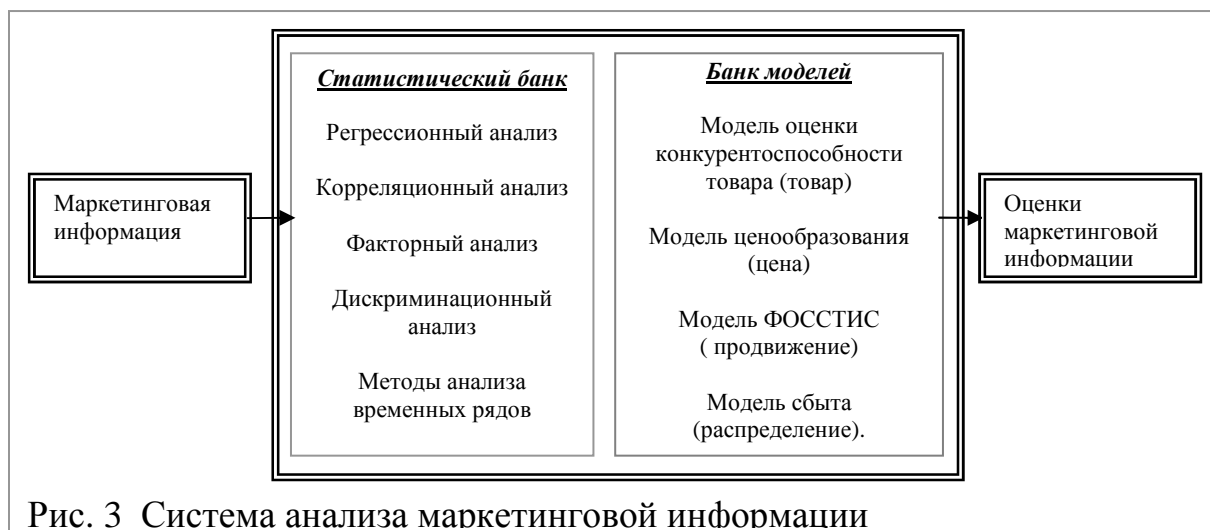 Маркетинговая
информация
Статистический банк
Регрессионный анализ
Корреляционный анализ
Факторный анализ
Дискриминационный
анализ
Методы анализа
временных рядов
Банк моделей
Модель оценки
конкурентоспособности
товара (товар)
Модель ценообразования
(цена)
Модель ФОССТИС
( продвижение)
Модель сбыта
(распределение).
Оценки
маркетинговой
информации
Рис. 3 Система анализа маркетинговой информации